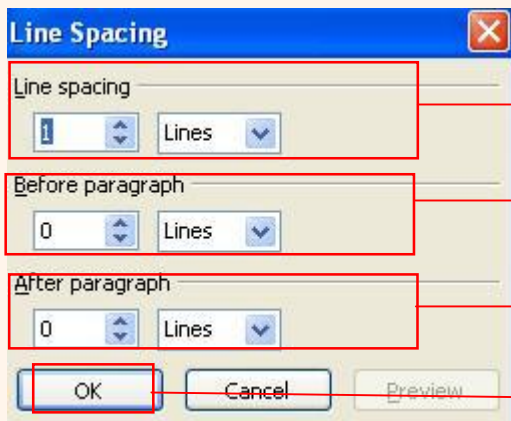 Line Spacing
Line spacing
1 Lines
Before paragraph
0 Lines
After paragraph
0 Lines
OK Cancel Preview